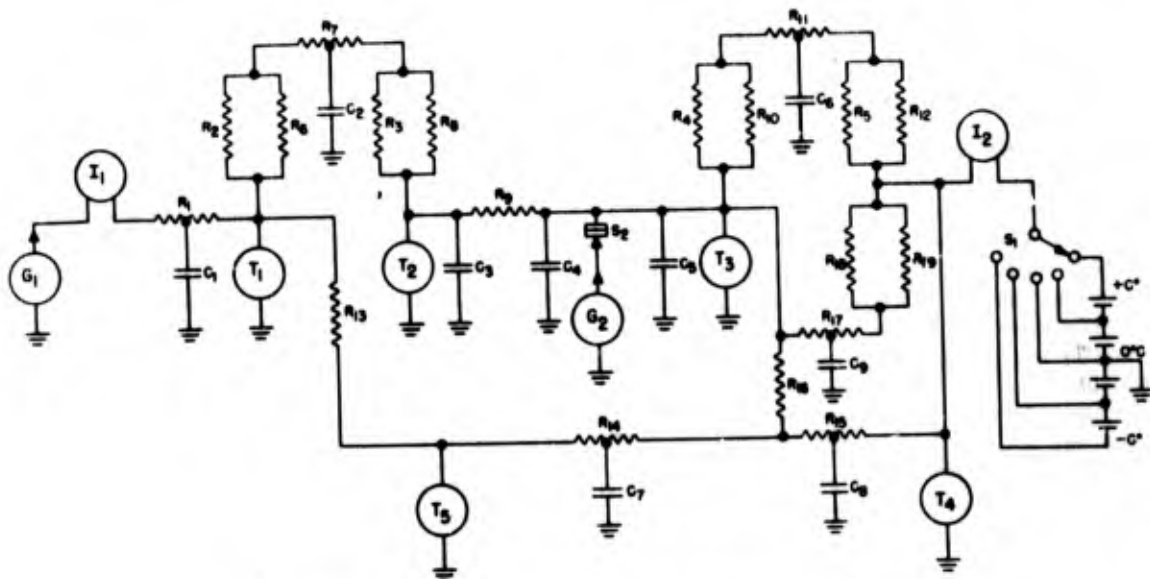 R7
R11
R2
R6
C2
R3
R8
R4
R10
C6
R5
R12
I2
I1
R1
R9
S2
S1
G1
C1
T1
T2
C3
C4
G2
C5
T3
R18
R19
+C°
R13
R17
0°C
C9
R16
-C°
R14
R15
C7
C8
T5
T4